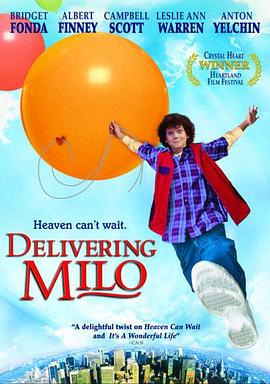 BRIDGET FONDA
ALBERT FINNEY
CAMPBELL SCOTT
LESLIE ANN WARREN
ANTON YELCHIN
CRYSTAL HEART
WINNER
HEARTLAND
FILM FESTIVAL
Heaven can't wait.
DELIVERING
MILO
"A delightful twist on Heaven Can Wait
and It's A Wonderful Life"
-CNN